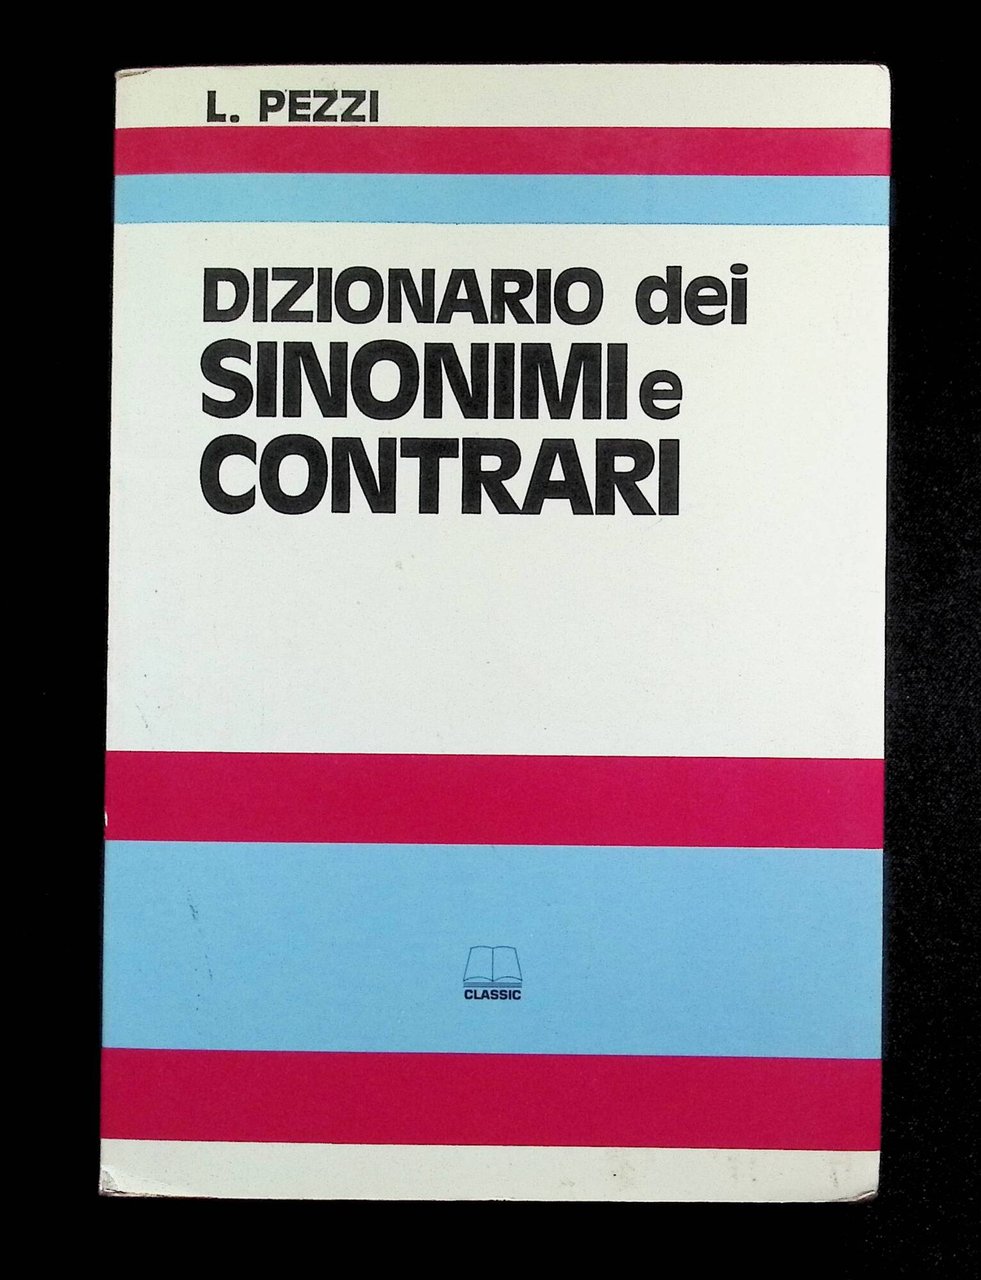 L. PEZZI
DIZIONARIO dei
SINONIMI e
CONTRARI
CLASSIC